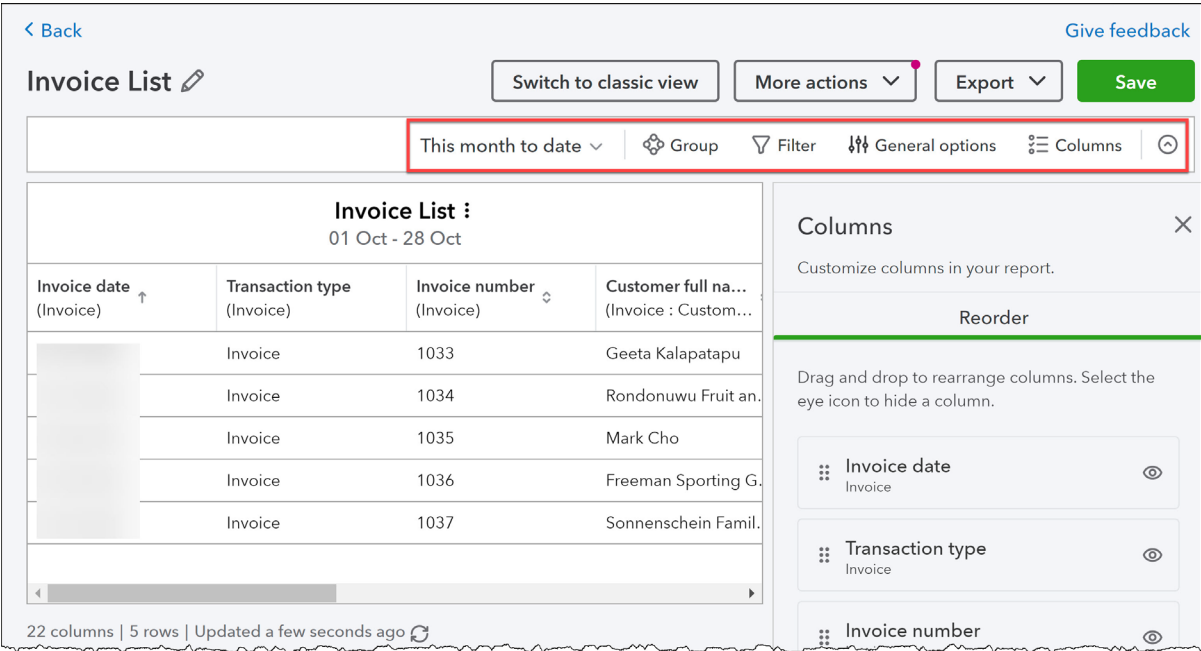 Back
Give feedback
Invoice List
Switch to classic view
More actions
Export
Save
This month to date
Group
Filter
General options
Columns
Invoice List
01 Oct - 28 Oct
Invoice date
(Invoice)
Transaction type
(Invoice)
Invoice number
(Invoice)
Customer full na...
(Invoice : Custom...
Invoice 1033 Geeta Kalapatapu
Invoice 1034 Rondonuwu Fruit an.
Invoice 1035 Mark Cho
Invoice 1036 Freeman Sporting G.
Invoice 1037 Sonnenschein Famil.
22 columns | 5 rows | Updated a few seconds ago
Columns
Customize columns in your report.
Reorder
Drag and drop to rearrange columns. Select the
eye icon to hide a column.
Invoice date
Invoice
Transaction type
Invoice
Invoice number